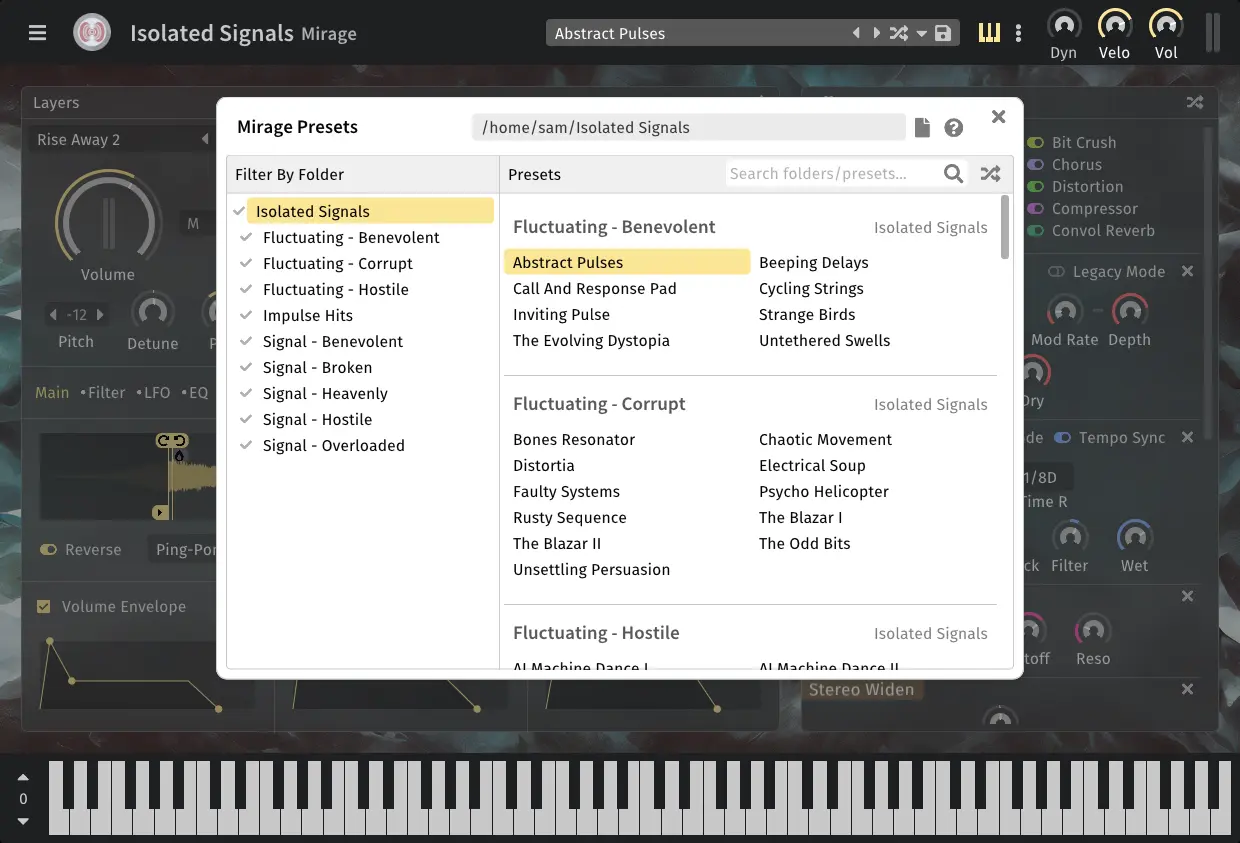 Isolated Signals Mirage
Abstract Pulses
Dyn
Velo
Vol
Layers
Rise Away 2
M
Volume
-12
Pitch
Detune
Main
Filter
LFO
EQ
Reverse
Volume Envelope
Mirage Presets
/home/sam/Isolated Signals
Filter By Folder
Presets
Search folders/presets...
Isolated Signals
Fluctuating - Benevolent
Fluctuating - Corrupt
Fluctuating - Hostile
Impulse Hits
Signal - Benevolent
Signal - Broken
Signal - Heavenly
Signal - Hostile
Signal - Overloaded
Fluctuating - Benevolent
Isolated Signals
Abstract Pulses
Beeping Delays
Call And Response Pad
Cycling Strings
Inviting Pulse
Strange Birds
The Evolving Dystopia
Untethered Swells
Fluctuating - Corrupt
Isolated Signals
Bones Resonator
Chaotic Movement
Distortia
Electrical Soup
Faulty Systems
Psycho Helicopter
Rusty Sequence
The Blazar I
The Blazar II
The Odd Bits
Unsettling Persuasion
Fluctuating - Hostile
Isolated Signals
AI Machine Dance I
AI Machine Dance II
Bit Crush
Chorus
Distortion
Compressor
Convol Reverb
Legacy Mode
Mod Rate
Depth
Dry
Tempo Sync
1/8D
Time R
Filter
Wet
Reso
Stereo Widen
0